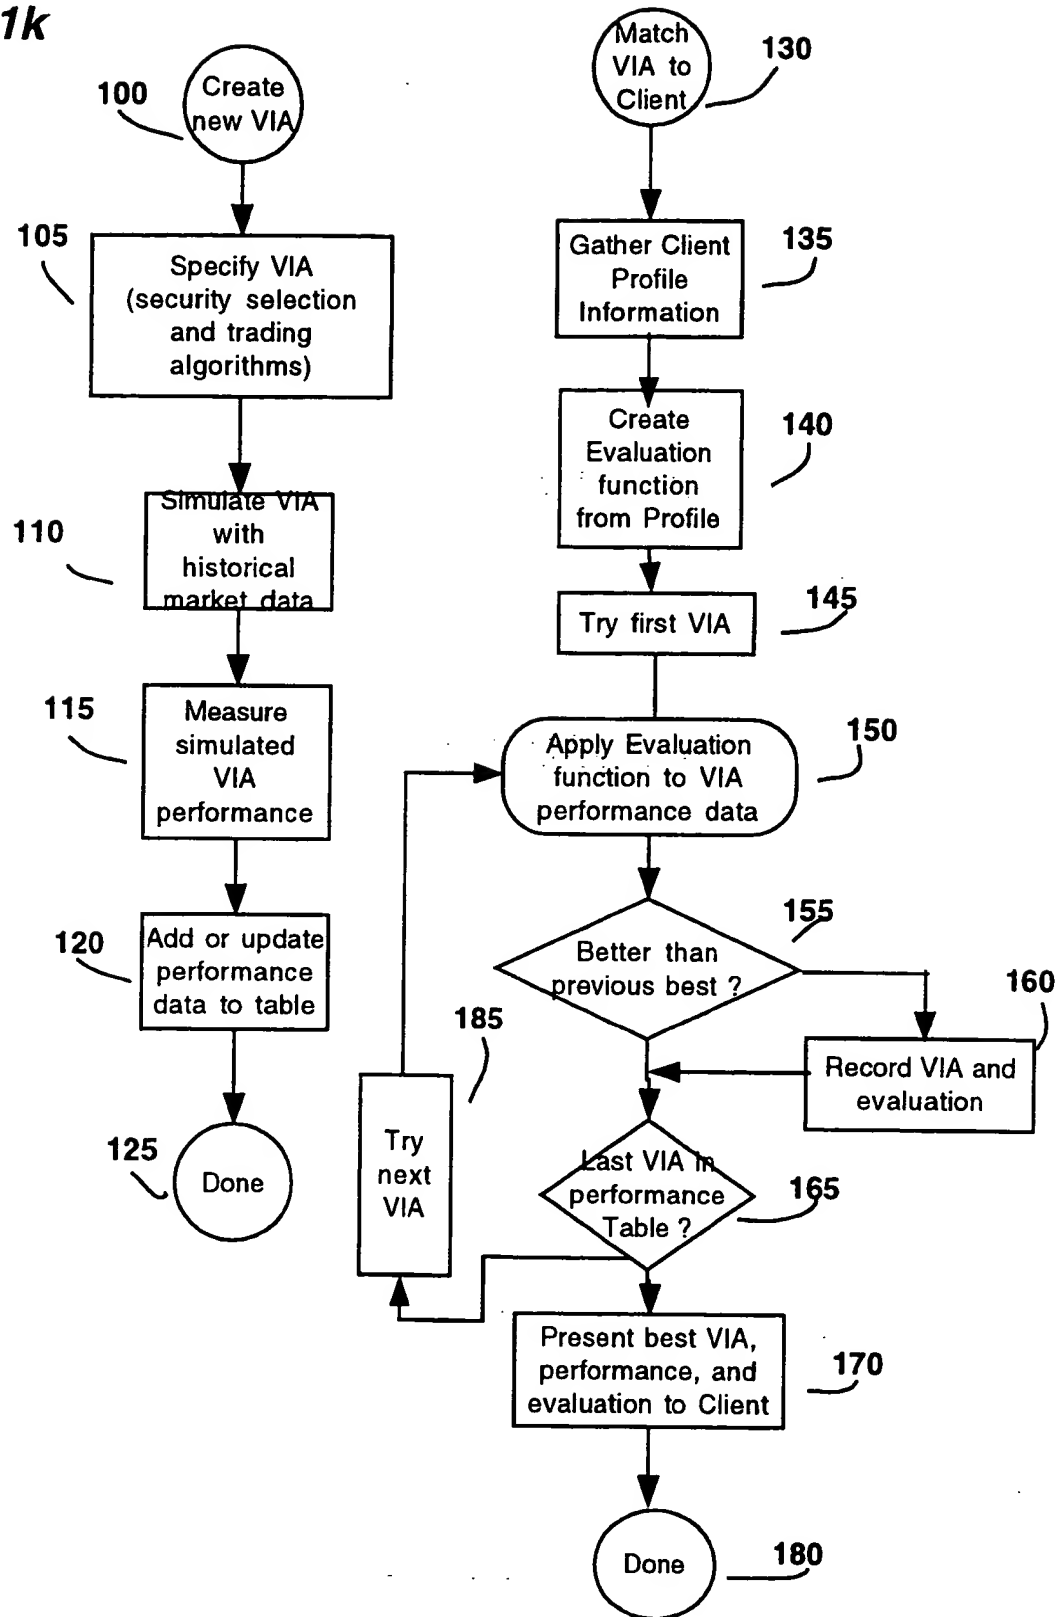 1k
100
Create
new VIA
105
Specify VIA
(security selection
and trading
algorithms)
110
Simulate VIA
with
historical
market data
115
Measure
simulated
VIA
performance
120
Add or update
performance
data to table
125
Done
Match
VIA to
Client
130
Gather Client
Profile
Information
135
Create
Evaluation
function
from Profile
140
Try first VIA
145
Apply Evaluation
function to VIA
performance data
150
Better than
previous best ?
155
Record VIA and
evaluation
160
185
Try
next
VIA
Last VIA in
performance
Table ?
165
Present best VIA,
performance, and
evaluation to Client
170
Done
180